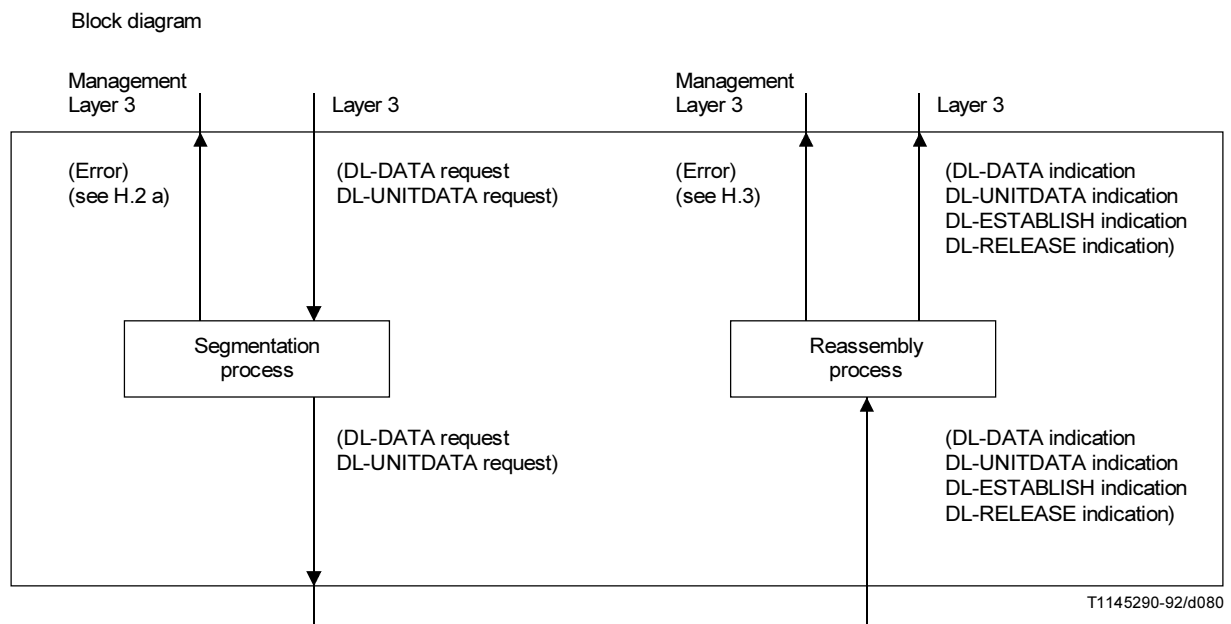 Block diagram
Management
Layer 3
Layer 3
Management
Layer 3
Layer 3
(Error)
(see H.2 a)
(DL-DATA request
DL-UNITDATA request)
(Error)
(see H.3)
(DL-DATA indication
DL-UNITDATA indication
DL-ESTABLISH indication
DL-RELEASE indication)
Segmentation
process
Reassembly
process
(DL-DATA request
DL-UNITDATA request)
(DL-DATA indication
DL-UNITDATA indication
DL-ESTABLISH indication
DL-RELEASE indication)
T1145290-92/d080